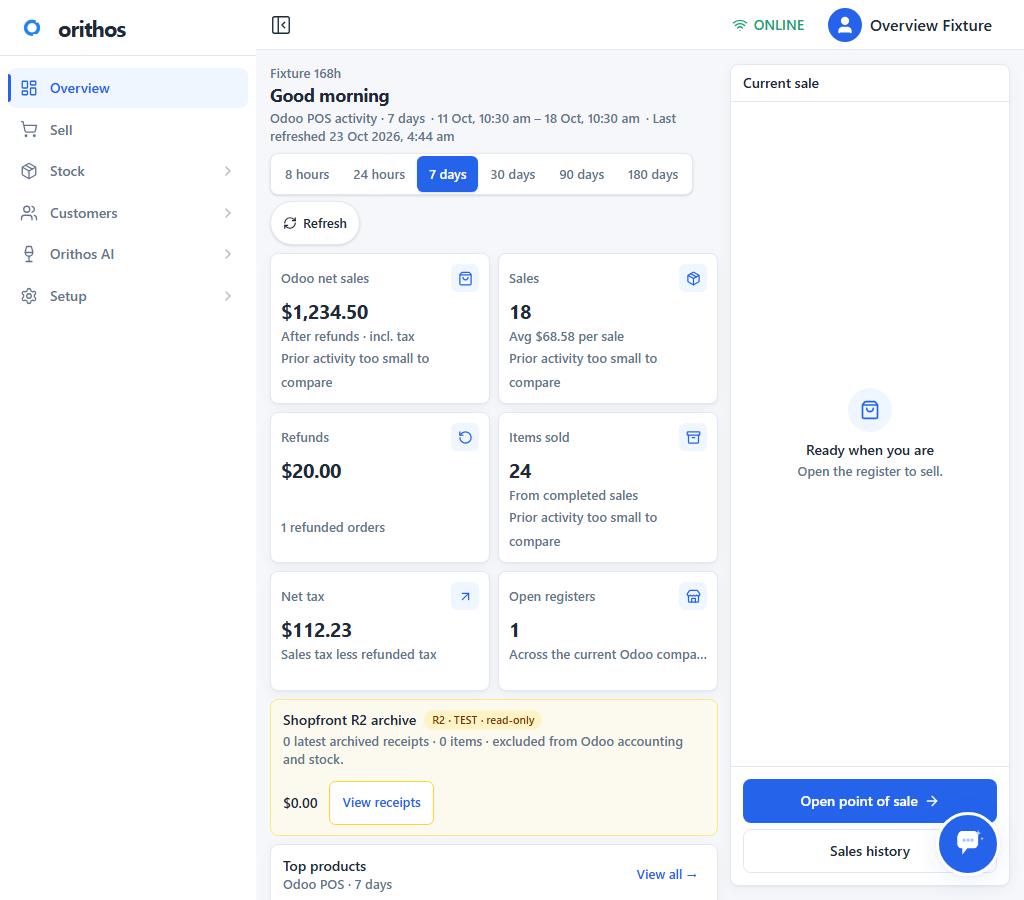 orithos
ONLINE
Overview Fixture
Overview
Sell
Stock
Customers
Orithos AI
Setup
Fixture 168h
Good morning
Odoo POS activity · 7 days · 11 Oct, 10:30 am – 18 Oct, 10:30 am · Last
refreshed 23 Oct 2026, 4:44 am
8 hours
24 hours
7 days
30 days
90 days
180 days
Refresh
Odoo net sales
$1,234.50
After refunds · incl. tax
Prior activity too small to
compare
Sales
18
Avg $68.58 per sale
Prior activity too small to
compare
Refunds
$20.00
1 refunded orders
Items sold
24
From completed sales
Prior activity too small to
compare
Net tax
$112.23
Sales tax less refunded tax
Open registers
1
Across the current Odoo compa...
Shopfront R2 archive
R2 · TEST · read-only
0 latest archived receipts · 0 items · excluded from Odoo accounting
and stock.
$0.00
View receipts
Top products
Odoo POS · 7 days
View all →
Current sale
Ready when you are
Open the register to sell.
Open point of sale →
Sales history